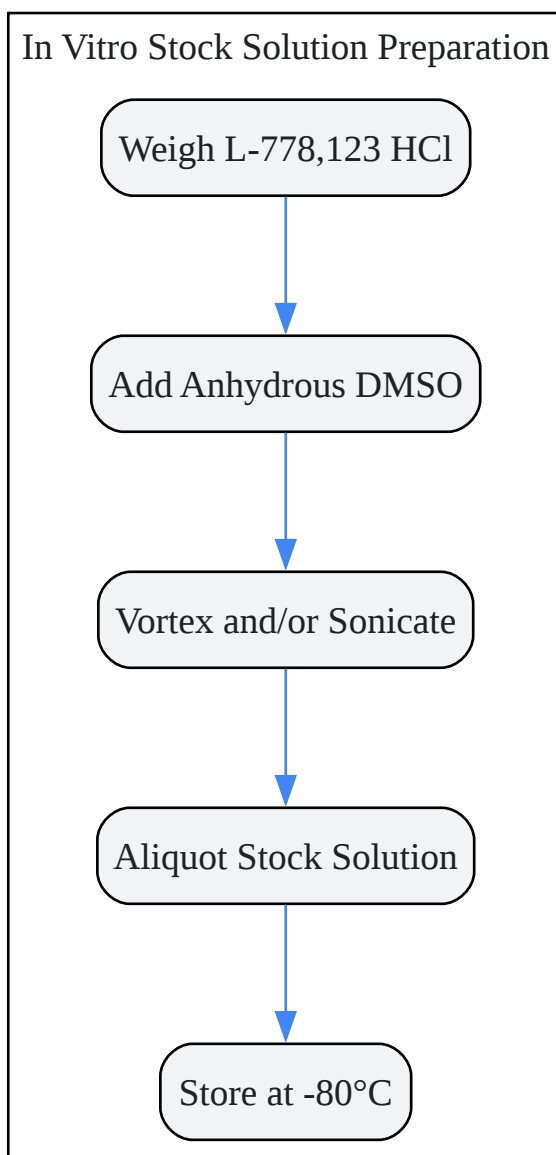 In Vitro Stock Solution Preparation
Weigh L-778,123 HCl
Add Anhydrous DMSO
Vortex and/or Sonicate
Aliquot Stock Solution
Store at -80°C